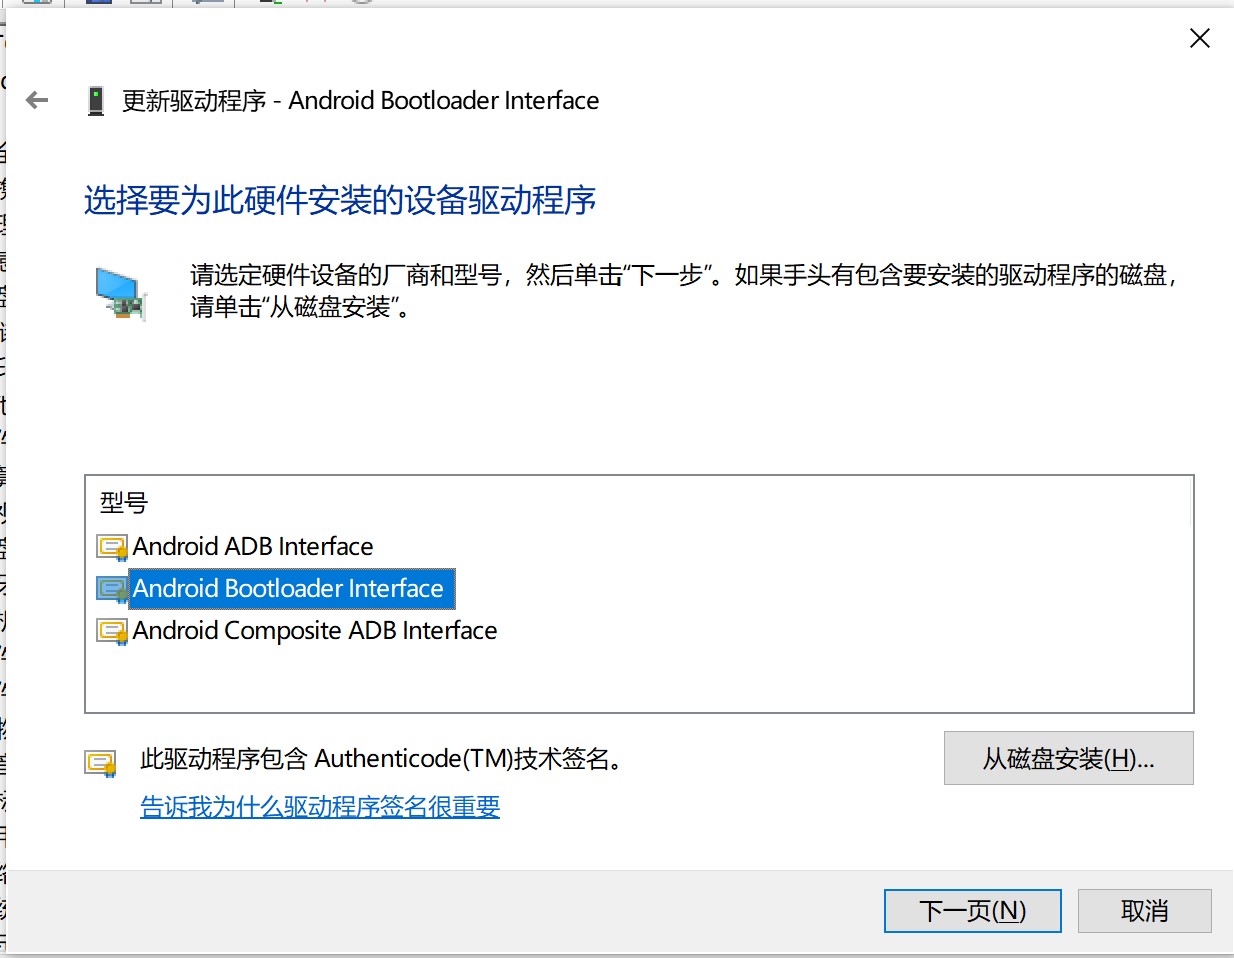 更新驱动程序 - Android Bootloader Interface
选择要为此硬件安装的设备驱动程序
请选定硬件设备的厂商和型号，然后单击“下一步”。如果手头有包含要安装的驱动程序的磁盘，
请单击“从磁盘安装”。
型号
Android ADB Interface
Android Bootloader Interface
Android Composite ADB Interface
此驱动程序包含 Authenticode(TM)技术签名。
从磁盘安装(H)...
告诉我为什么驱动程序签名很重要
下一页(N)
取消